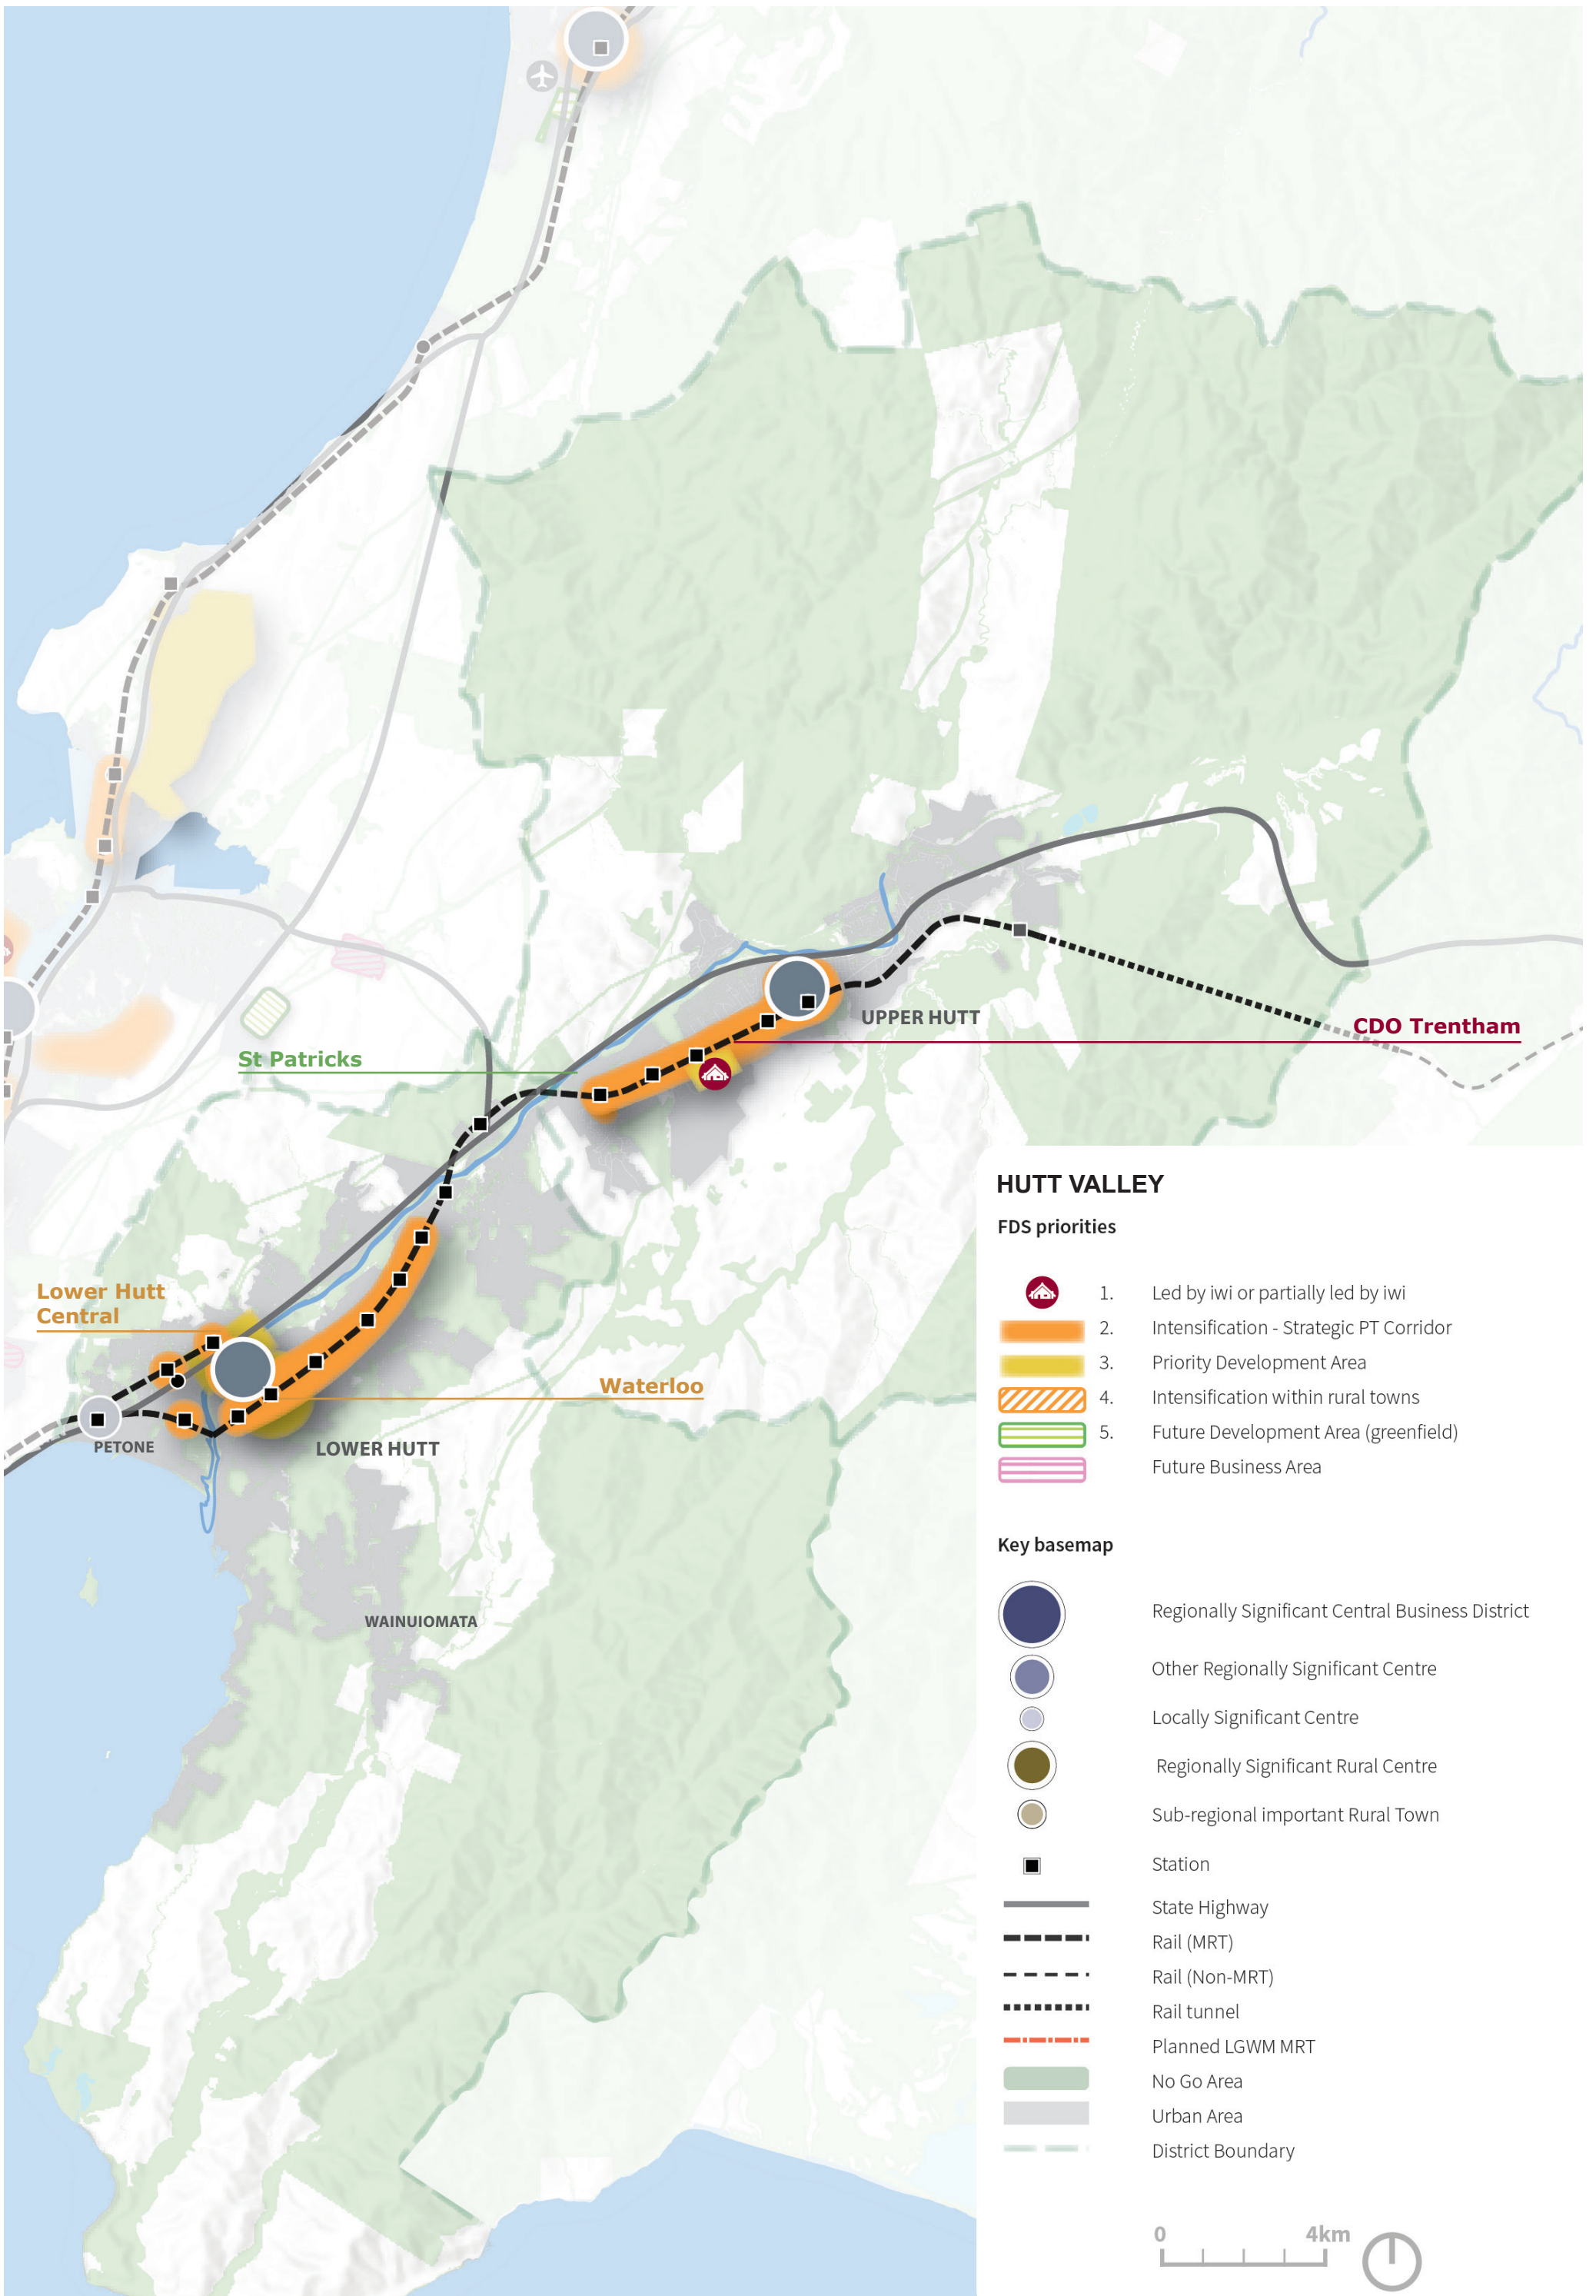 UPPER HUTT
CDO Trentham
St Patricks
Lower Hutt
Central
Waterloo
PETONE
LOWER HUTT
WAINUIOMATA
HUTT VALLEY
FDS priorities
1. Led by iwi or partially led by iwi
2. Intensification - Strategic PT Corridor
3. Priority Development Area
4. Intensification within rural towns
5. Future Development Area (greenfield)
Future Business Area
Key basemap
Regionally Significant Central Business District
Other Regionally Significant Centre
Locally Significant Centre
Regionally Significant Rural Centre
Sub-regional important Rural Town
Station
State Highway
Rail (MRT)
Rail (Non-MRT)
Rail tunnel
Planned LGWM MRT
No Go Area
Urban Area
District Boundary
0 4km